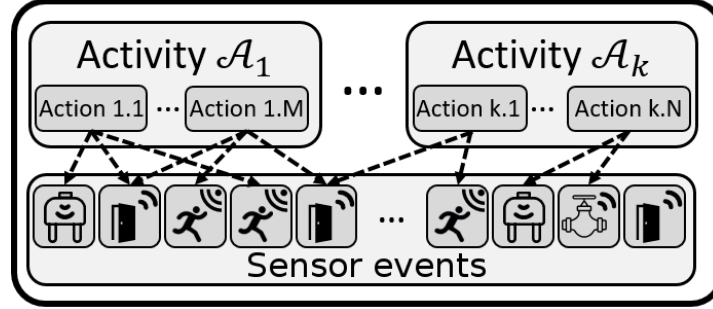 Activity 𝒜₁ ... Activity 𝒜ₖ
Action 1.1 ... Action 1.M Action k.1 ... Action k.N
...
Sensor events